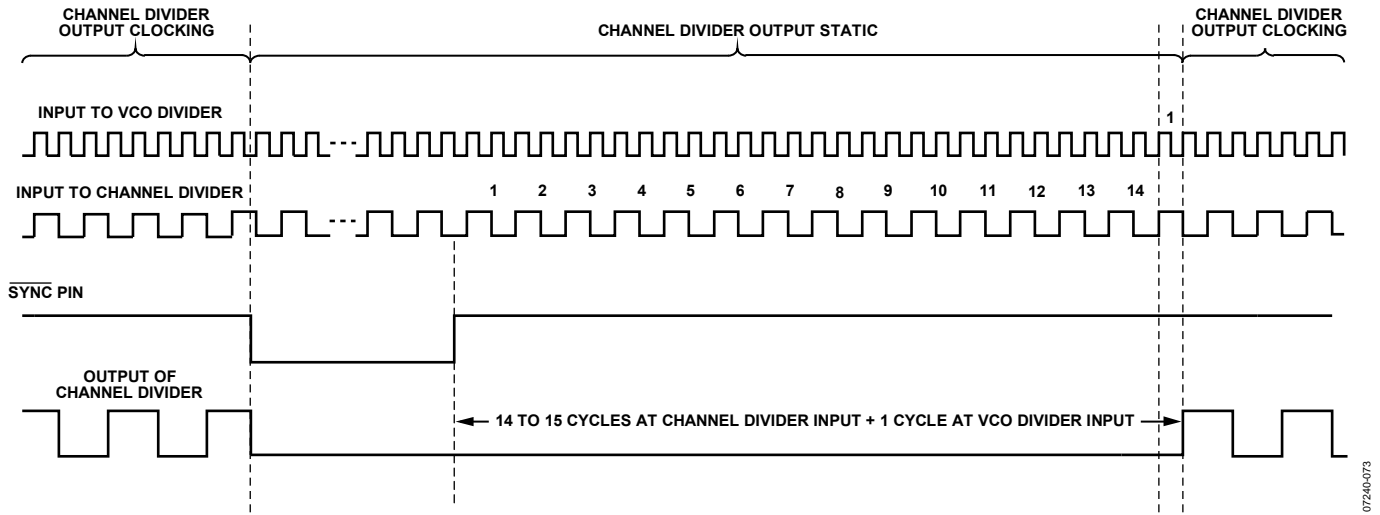 CHANNEL DIVIDER
OUTPUT CLOCKING
CHANNEL DIVIDER OUTPUT STATIC
CHANNEL DIVIDER
OUTPUT CLOCKING
INPUT TO VCO DIVIDER
1
INPUT TO CHANNEL DIVIDER
1 2 3 4 5 6 7 8 9 10 11 12 13 14
SYNC PIN
OUTPUT OF
CHANNEL DIVIDER
14 TO 15 CYCLES AT CHANNEL DIVIDER INPUT + 1 CYCLE AT VCO DIVIDER INPUT
07240-073